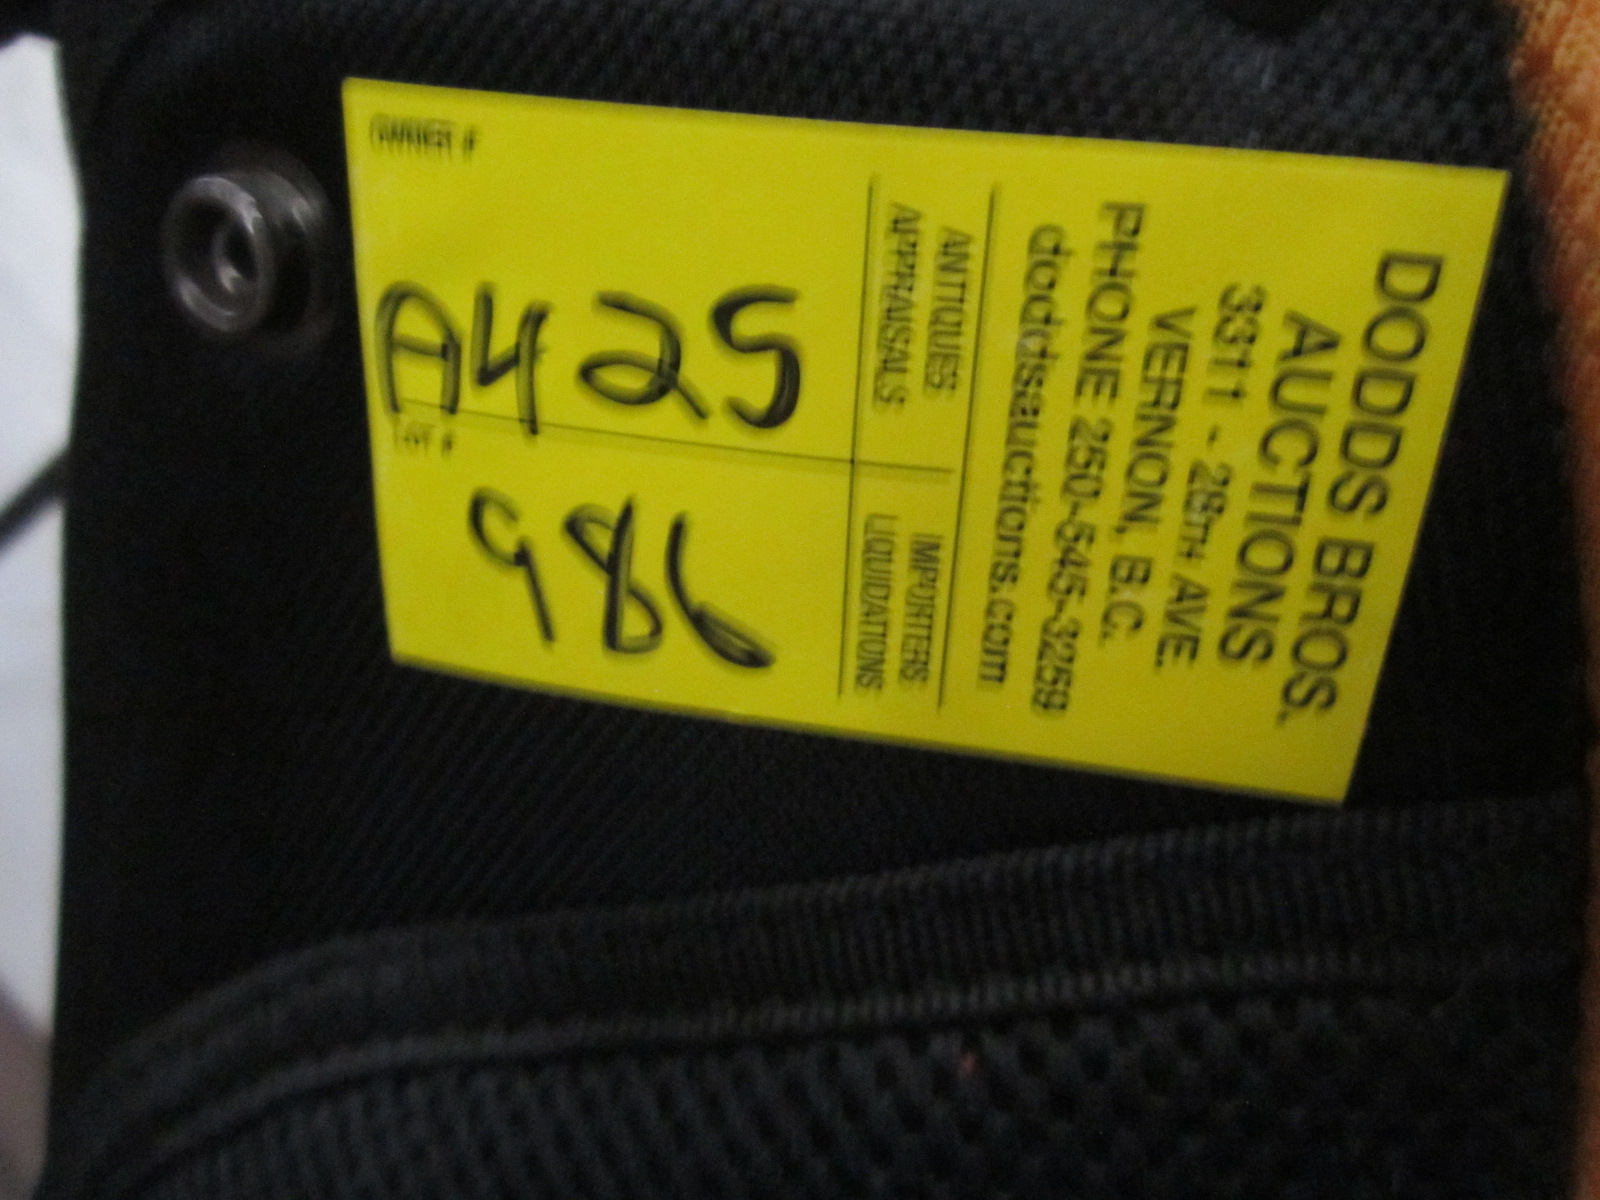 DODDS BROS.
AUCTIONS
3311 - 28TH AVE.
VERNON, B.C.
PHONE 250-545-3259
doddsauctions.com
ANTIQUES
APPRAISALS
IMPORTERS
LIQUIDATIONS
OWNER #
A425
LOT #
986